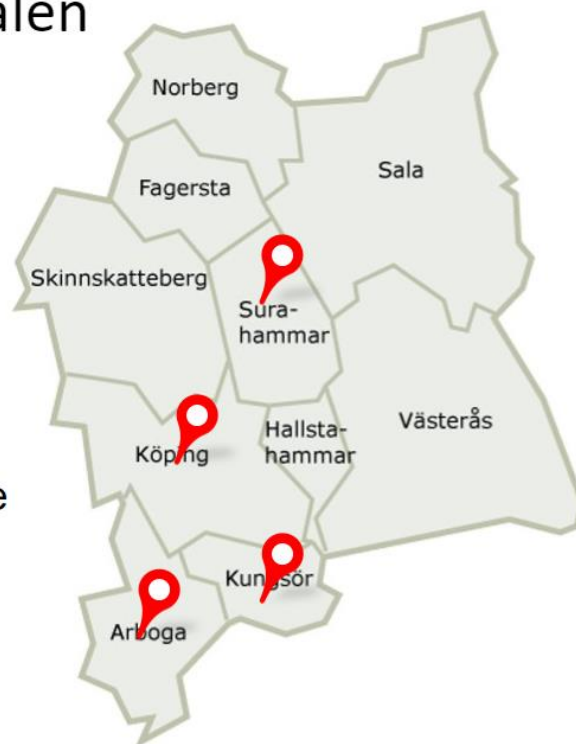 alen
Norberg
Sala
Fagersta
Skinnskatteberg
Sura-
hammar
Västerås
Hallsta-
hammar
Köping
e
Kungsör
Arboga